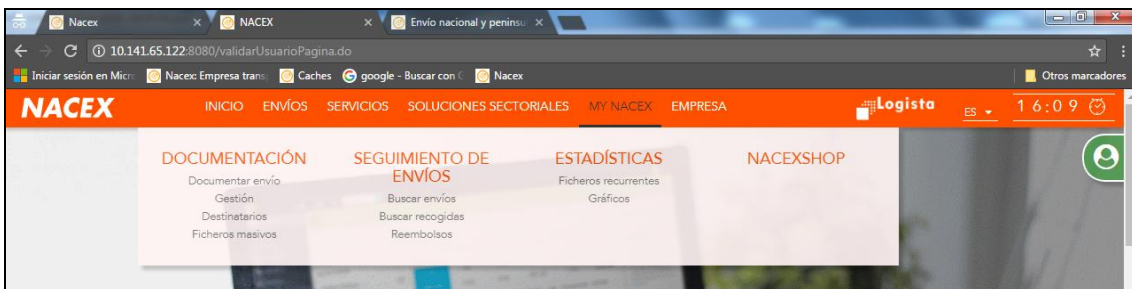 Nacex
NACEX
Envío nacional y peninsu
10.141.65.122:8080/validarUsuarioPagina.do
Iniciar sesión en Micro
Nacex: Empresa trans
Caches
google - Buscar con G
Nacex
Otros marcadores
NACEX
INICIO
ENVÍOS
SERVICIOS
SOLUCIONES SECTORIALES
MY NACEX
EMPRESA
Logista
ES
16:09
DOCUMENTACIÓN
Documentar envío
Gestión
Destinatarios
Ficheros masivos
SEGUIMIENTO DE
ENVÍOS
Buscar envíos
Buscar recogidas
Reembolsos
ESTADÍSTICAS
Ficheros recurrentes
Gráficos
NACEXSHOP